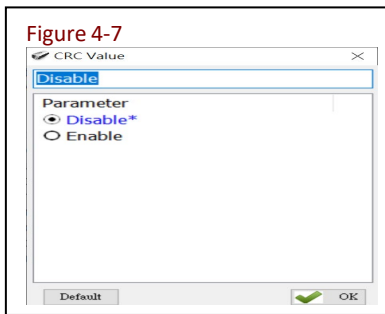 Figure 4-7
CRC Value
Disable
Parameter
Disable*
Enable
Default
OK